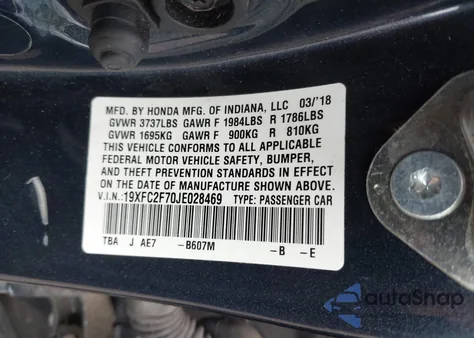 MFD. BY HONDA MFG. OF INDIANA, LLC 03/'18
GVWR 3737LBS GAWR F 1984LBS R 1786LBS
GVWR 1695KG GAWR F 900KG R 810KG
THIS VEHICLE CONFORMS TO ALL APPLICABLE
FEDERAL MOTOR VEHICLE SAFETY, BUMPER,
AND THEFT PREVENTION STANDARDS IN EFFECT
ON THE DATE OF MANUFACTURE SHOWN ABOVE.
V.I.N.:19XFC2F70JE028469 TYPE: PASSENGER CAR
TBA J AE7 -B607M -B -E
autoSnap